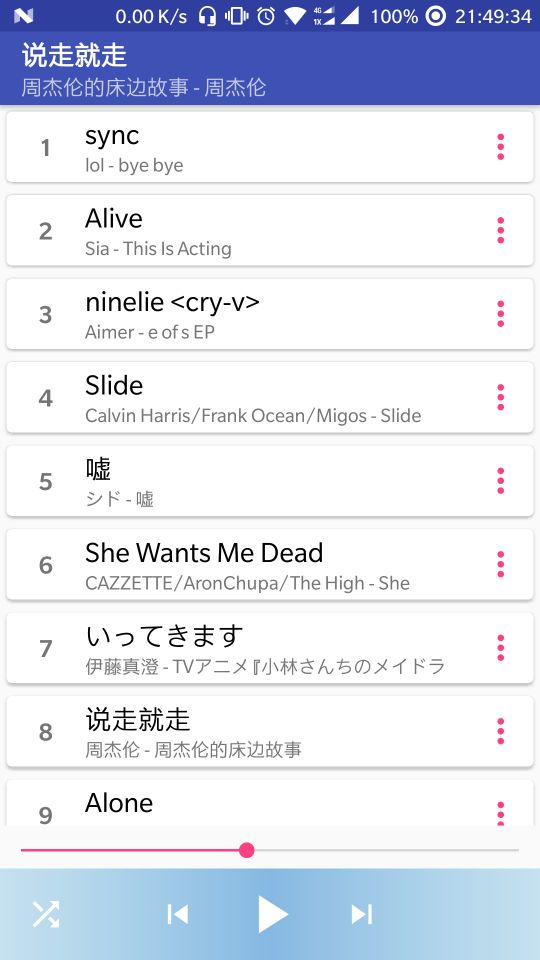 0.00 K/s 4G 1X 100% 21:49:34
说走就走
周杰伦的床边故事 - 周杰伦
1
sync
lol - bye bye
2
Alive
Sia - This Is Acting
3
ninelie <cry-v>
Aimer - e of s EP
4
Slide
Calvin Harris/Frank Ocean/Migos - Slide
5
嘘
シド - 嘘
6
She Wants Me Dead
CAZZETTE/AronChupa/The High - She
7
いってきます
伊藤真澄 - TVアニメ『小林さんちのメイドラ
8
说走就走
周杰伦 - 周杰伦的床边故事
9
Alone